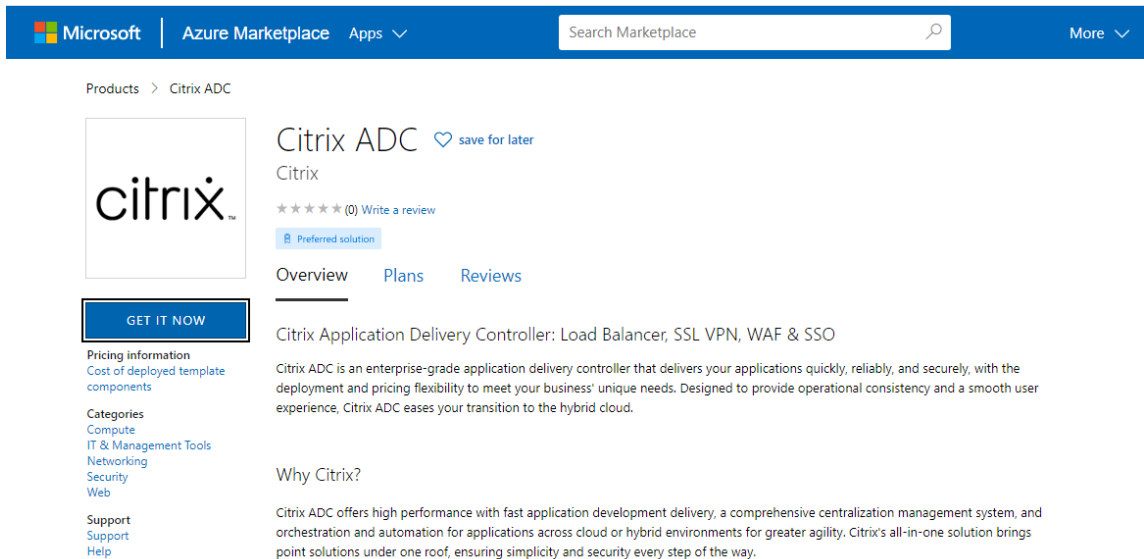 Microsoft
Azure Marketplace
Apps
Search Marketplace
More
Products > Citrix ADC
citrix™
Citrix ADC
save for later
Citrix
(0) Write a review
Preferred solution
Overview
Plans
Reviews
GET IT NOW
Pricing information
Cost of deployed template
components
Categories
Compute
IT & Management Tools
Networking
Security
Web
Support
Support
Help
Citrix Application Delivery Controller: Load Balancer, SSL VPN, WAF & SSO
Citrix ADC is an enterprise-grade application delivery controller that delivers your applications quickly, reliably, and securely, with the
deployment and pricing flexibility to meet your business' unique needs. Designed to provide operational consistency and a smooth user
experience, Citrix ADC eases your transition to the hybrid cloud.
Why Citrix?
Citrix ADC offers high performance with fast application development delivery, a comprehensive centralization management system, and
orchestration and automation for applications across cloud or hybrid environments for greater agility. Citrix's all-in-one solution brings
point solutions under one roof, ensuring simplicity and security every step of the way.